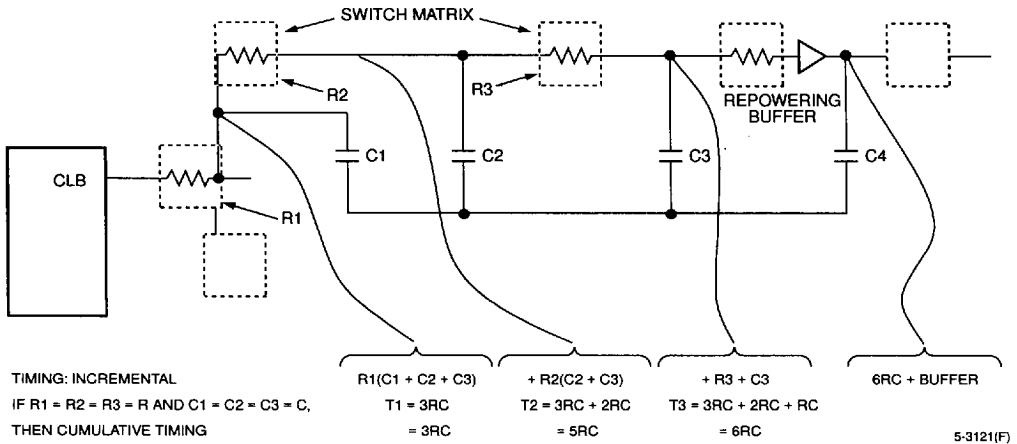 SWITCH MATRIX
R2
R3
REPOWERING
BUFFER
C1
C2
C3
C4
CLB
R1
R1(C1 + C2 + C3)
+ R2(C2 + C3)
+ R3 + C3
6RC + BUFFER
TIMING: INCREMENTAL
IF R1 = R2 = R3 = R AND C1 = C2 = C3 = C,
THEN CUMULATIVE TIMING
T1 = 3RC
= 3RC
T2 = 3RC + 2RC
= 5RC
T3 = 3RC + 2RC + RC
= 6RC
5-3121(F)